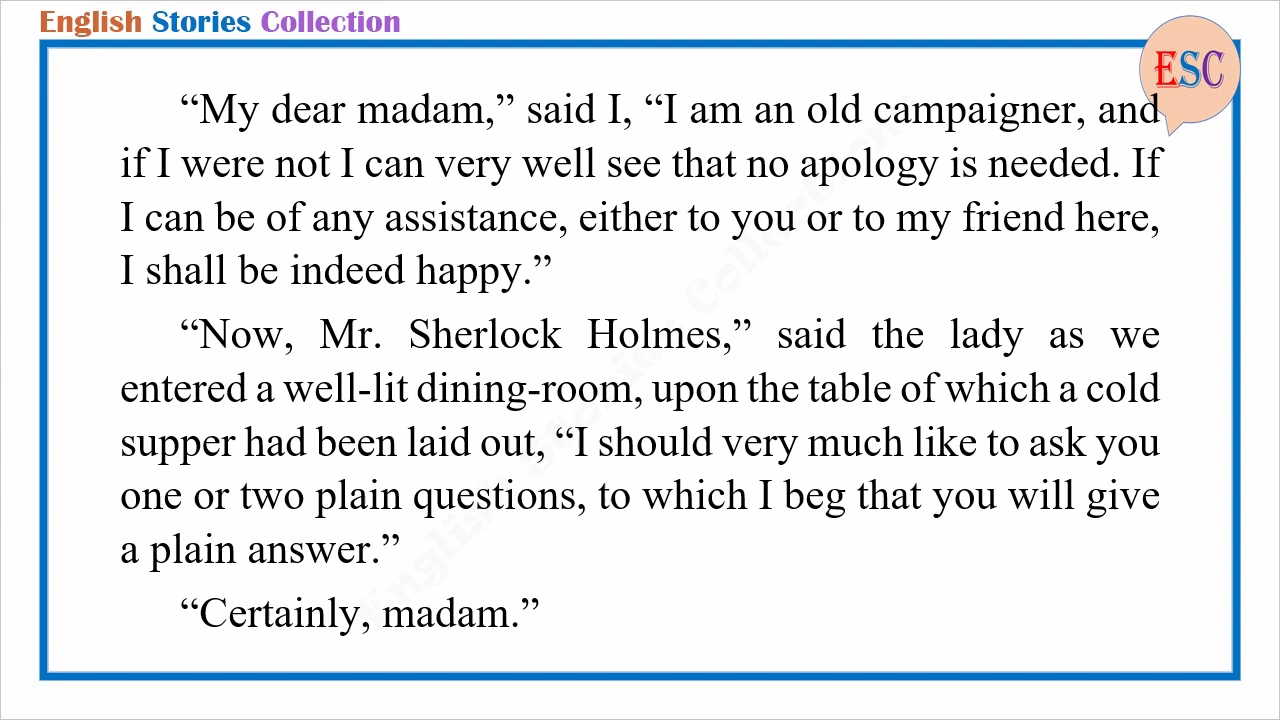 English Stories Collection
ESC
“My dear madam,” said I, “I am an old campaigner, and
if I were not I can very well see that no apology is needed. If
I can be of any assistance, either to you or to my friend here,
I shall be indeed happy.”
“Now, Mr. Sherlock Holmes,” said the lady as we
entered a well-lit dining-room, upon the table of which a cold
supper had been laid out, “I should very much like to ask you
one or two plain questions, to which I beg that you will give
a plain answer.”
“Certainly, madam.”
English Stories Collection